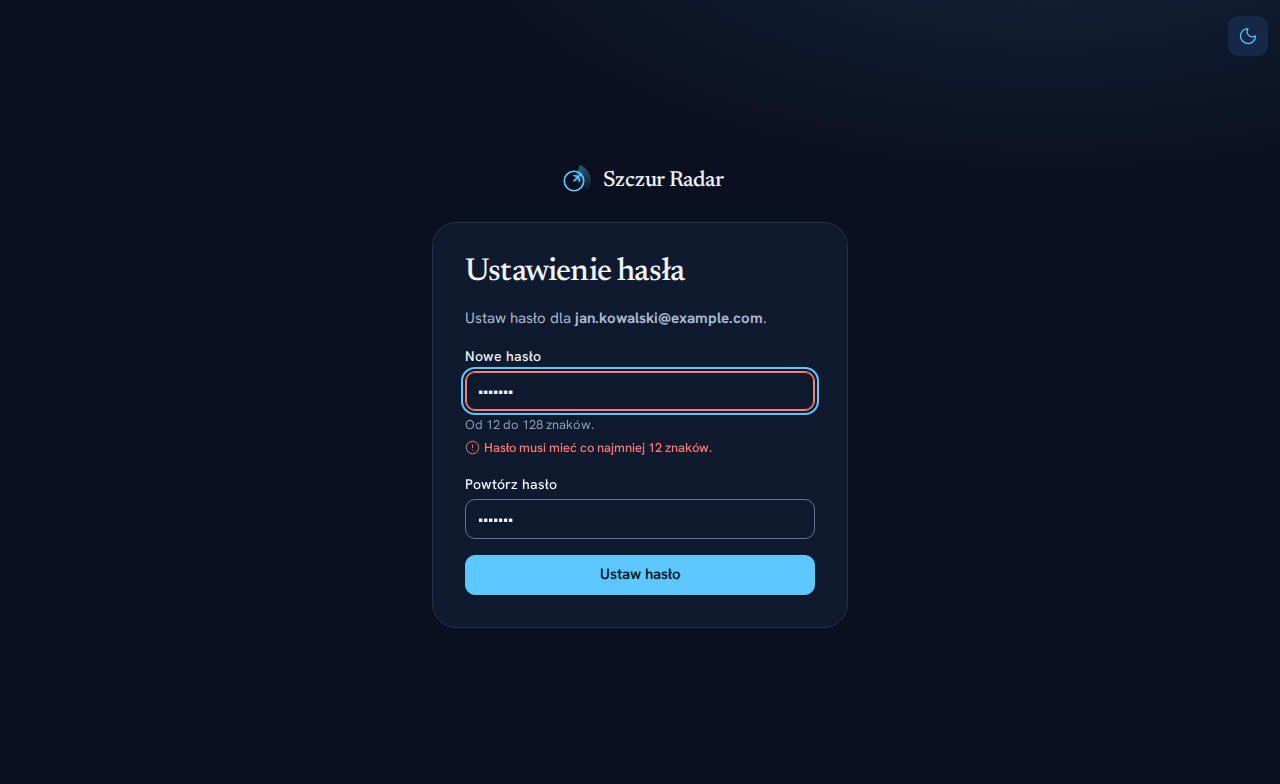 Szczur Radar
Ustawienie hasła
Ustaw hasło dla jan.kowalski@example.com.
Nowe hasło
▪▪▪▪▪▪▪
Od 12 do 128 znaków.
Hasło musi mieć co najmniej 12 znaków.
Powtórz hasło
▪▪▪▪▪▪▪
Ustaw hasło